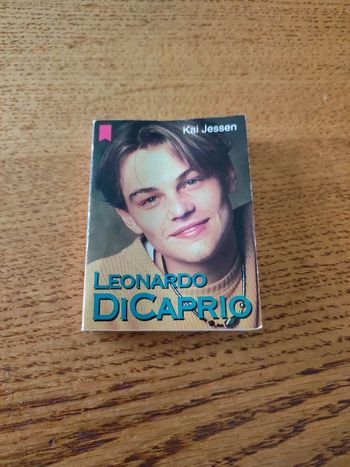 Kai Jessen
LEONARDO
DICAPRIO